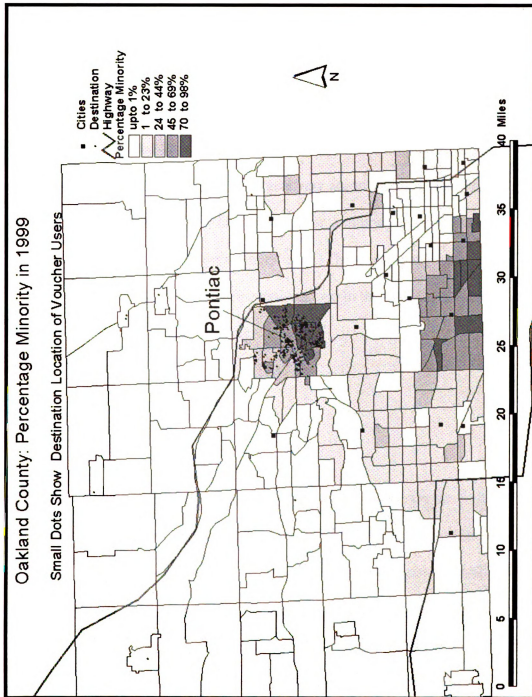 Oakland County: Percentage Minority in 1999
Small Dots Show Destination Location of Voucher Users
Cities
Destination
Highway
Percentage Minority
upto 1%
1 to 23%
24 to 44%
45 to 69%
70 to 98%
Pontiac
N
0 5 10 15 20 25 30 35 40 Miles